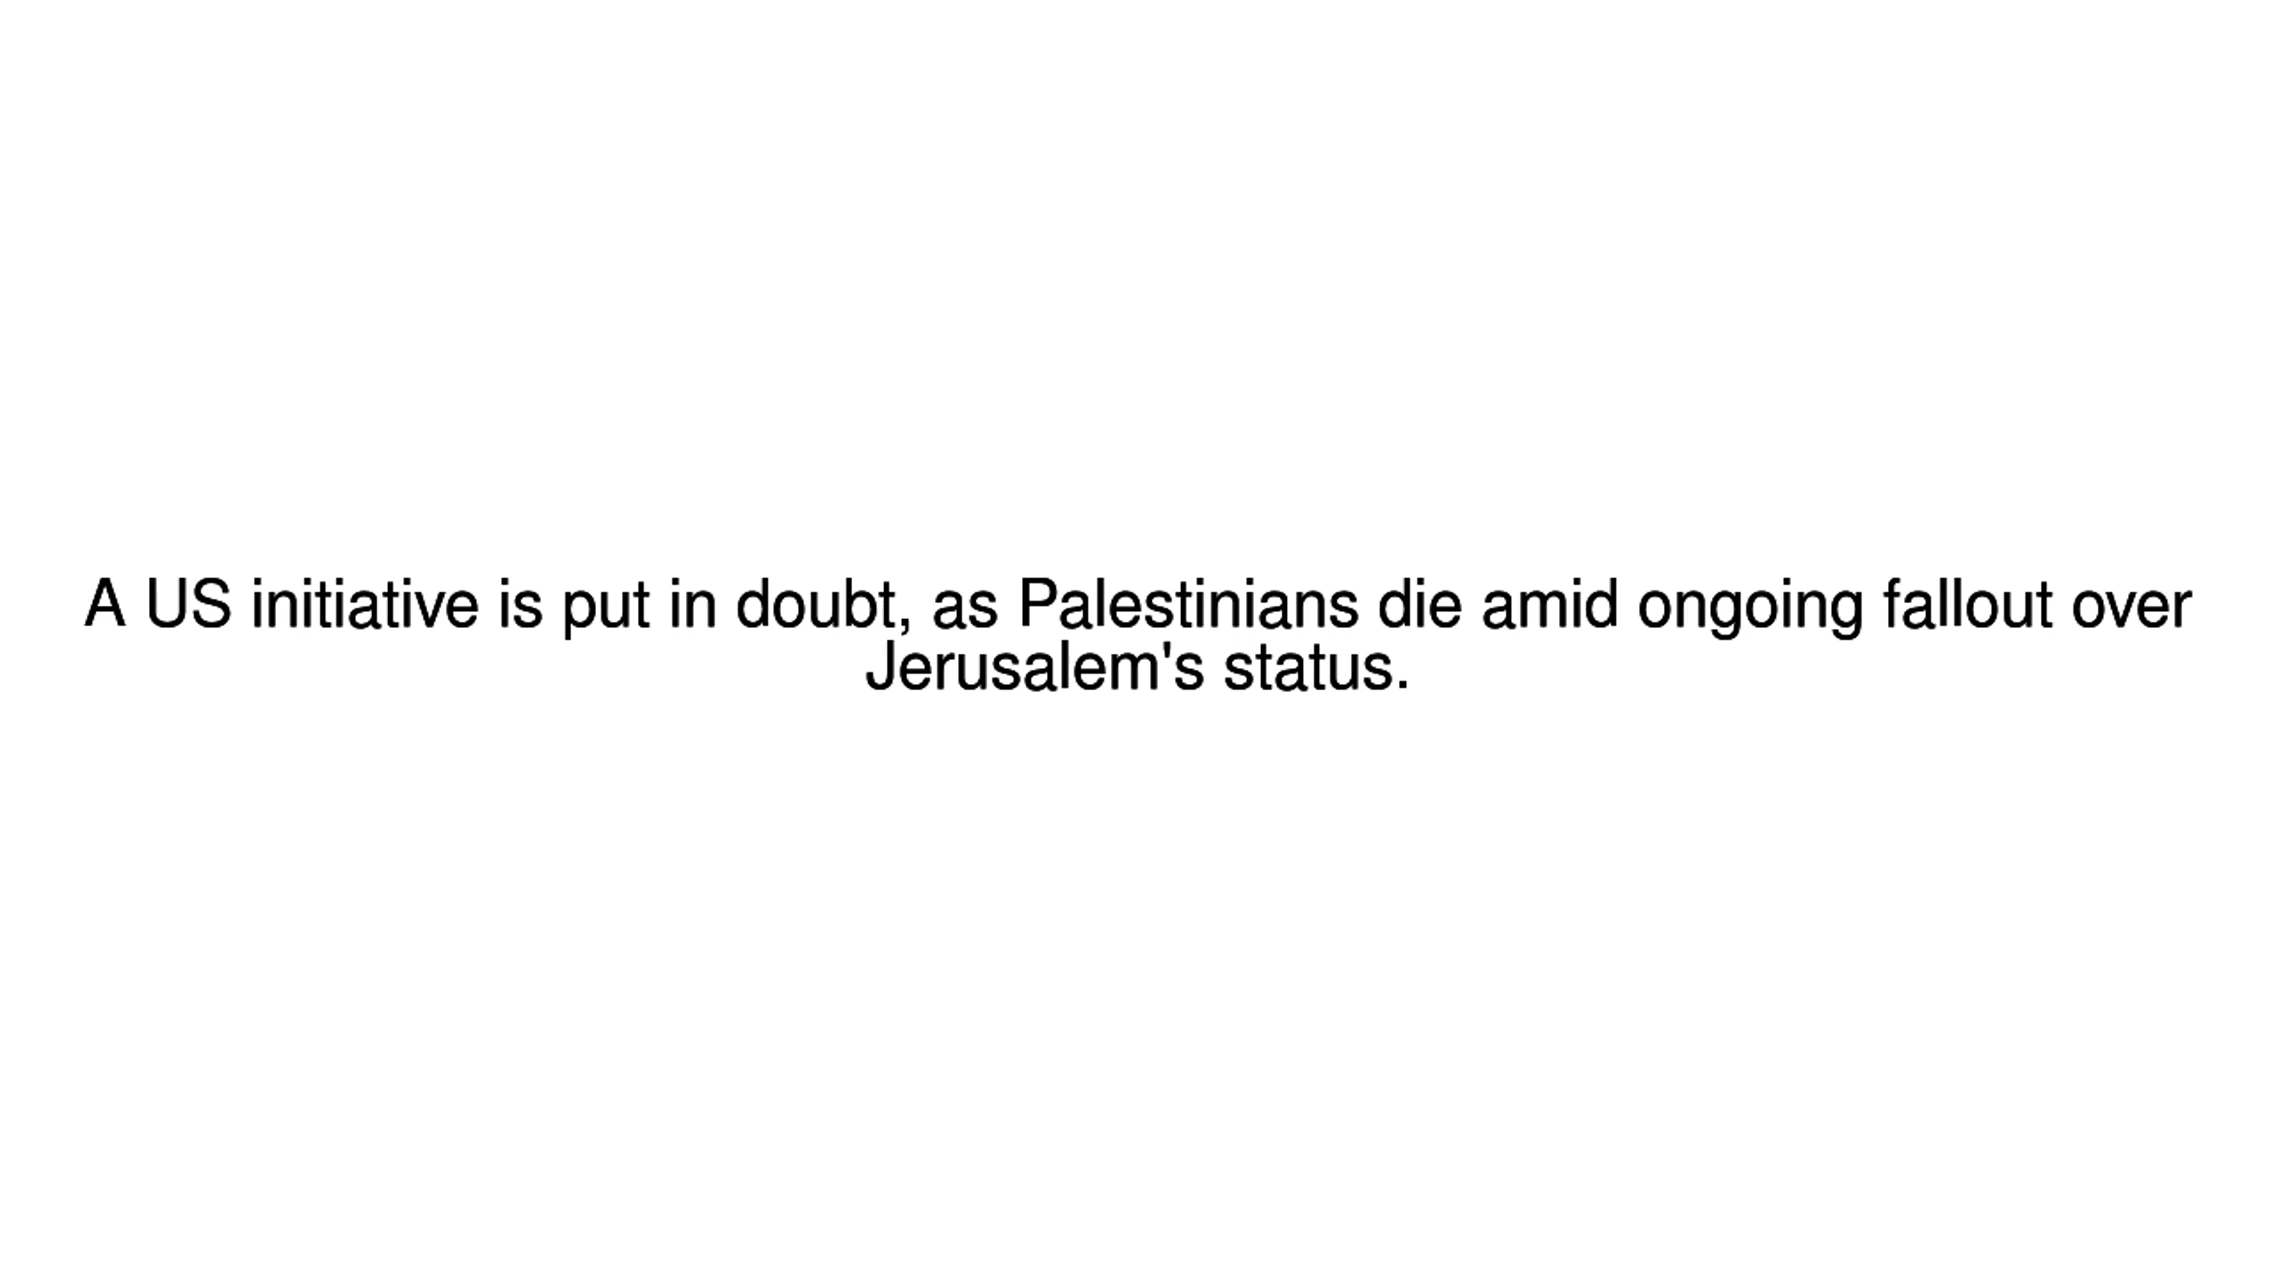 A US initiative is put in doubt, as Palestinians die amid ongoing fallout over
Jerusalem's status.